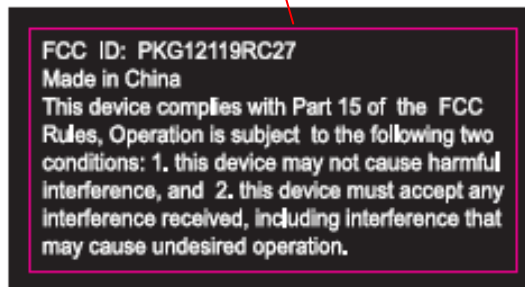 FCC ID: PKG12119RC27
Made in China
This device complies with Part 15 of the FCC
Rules, Operation is subject to the following two
conditions: 1. this device may not cause harmful
interference, and 2. this device must accept any
interference received, including interference that
may cause undesired operation.